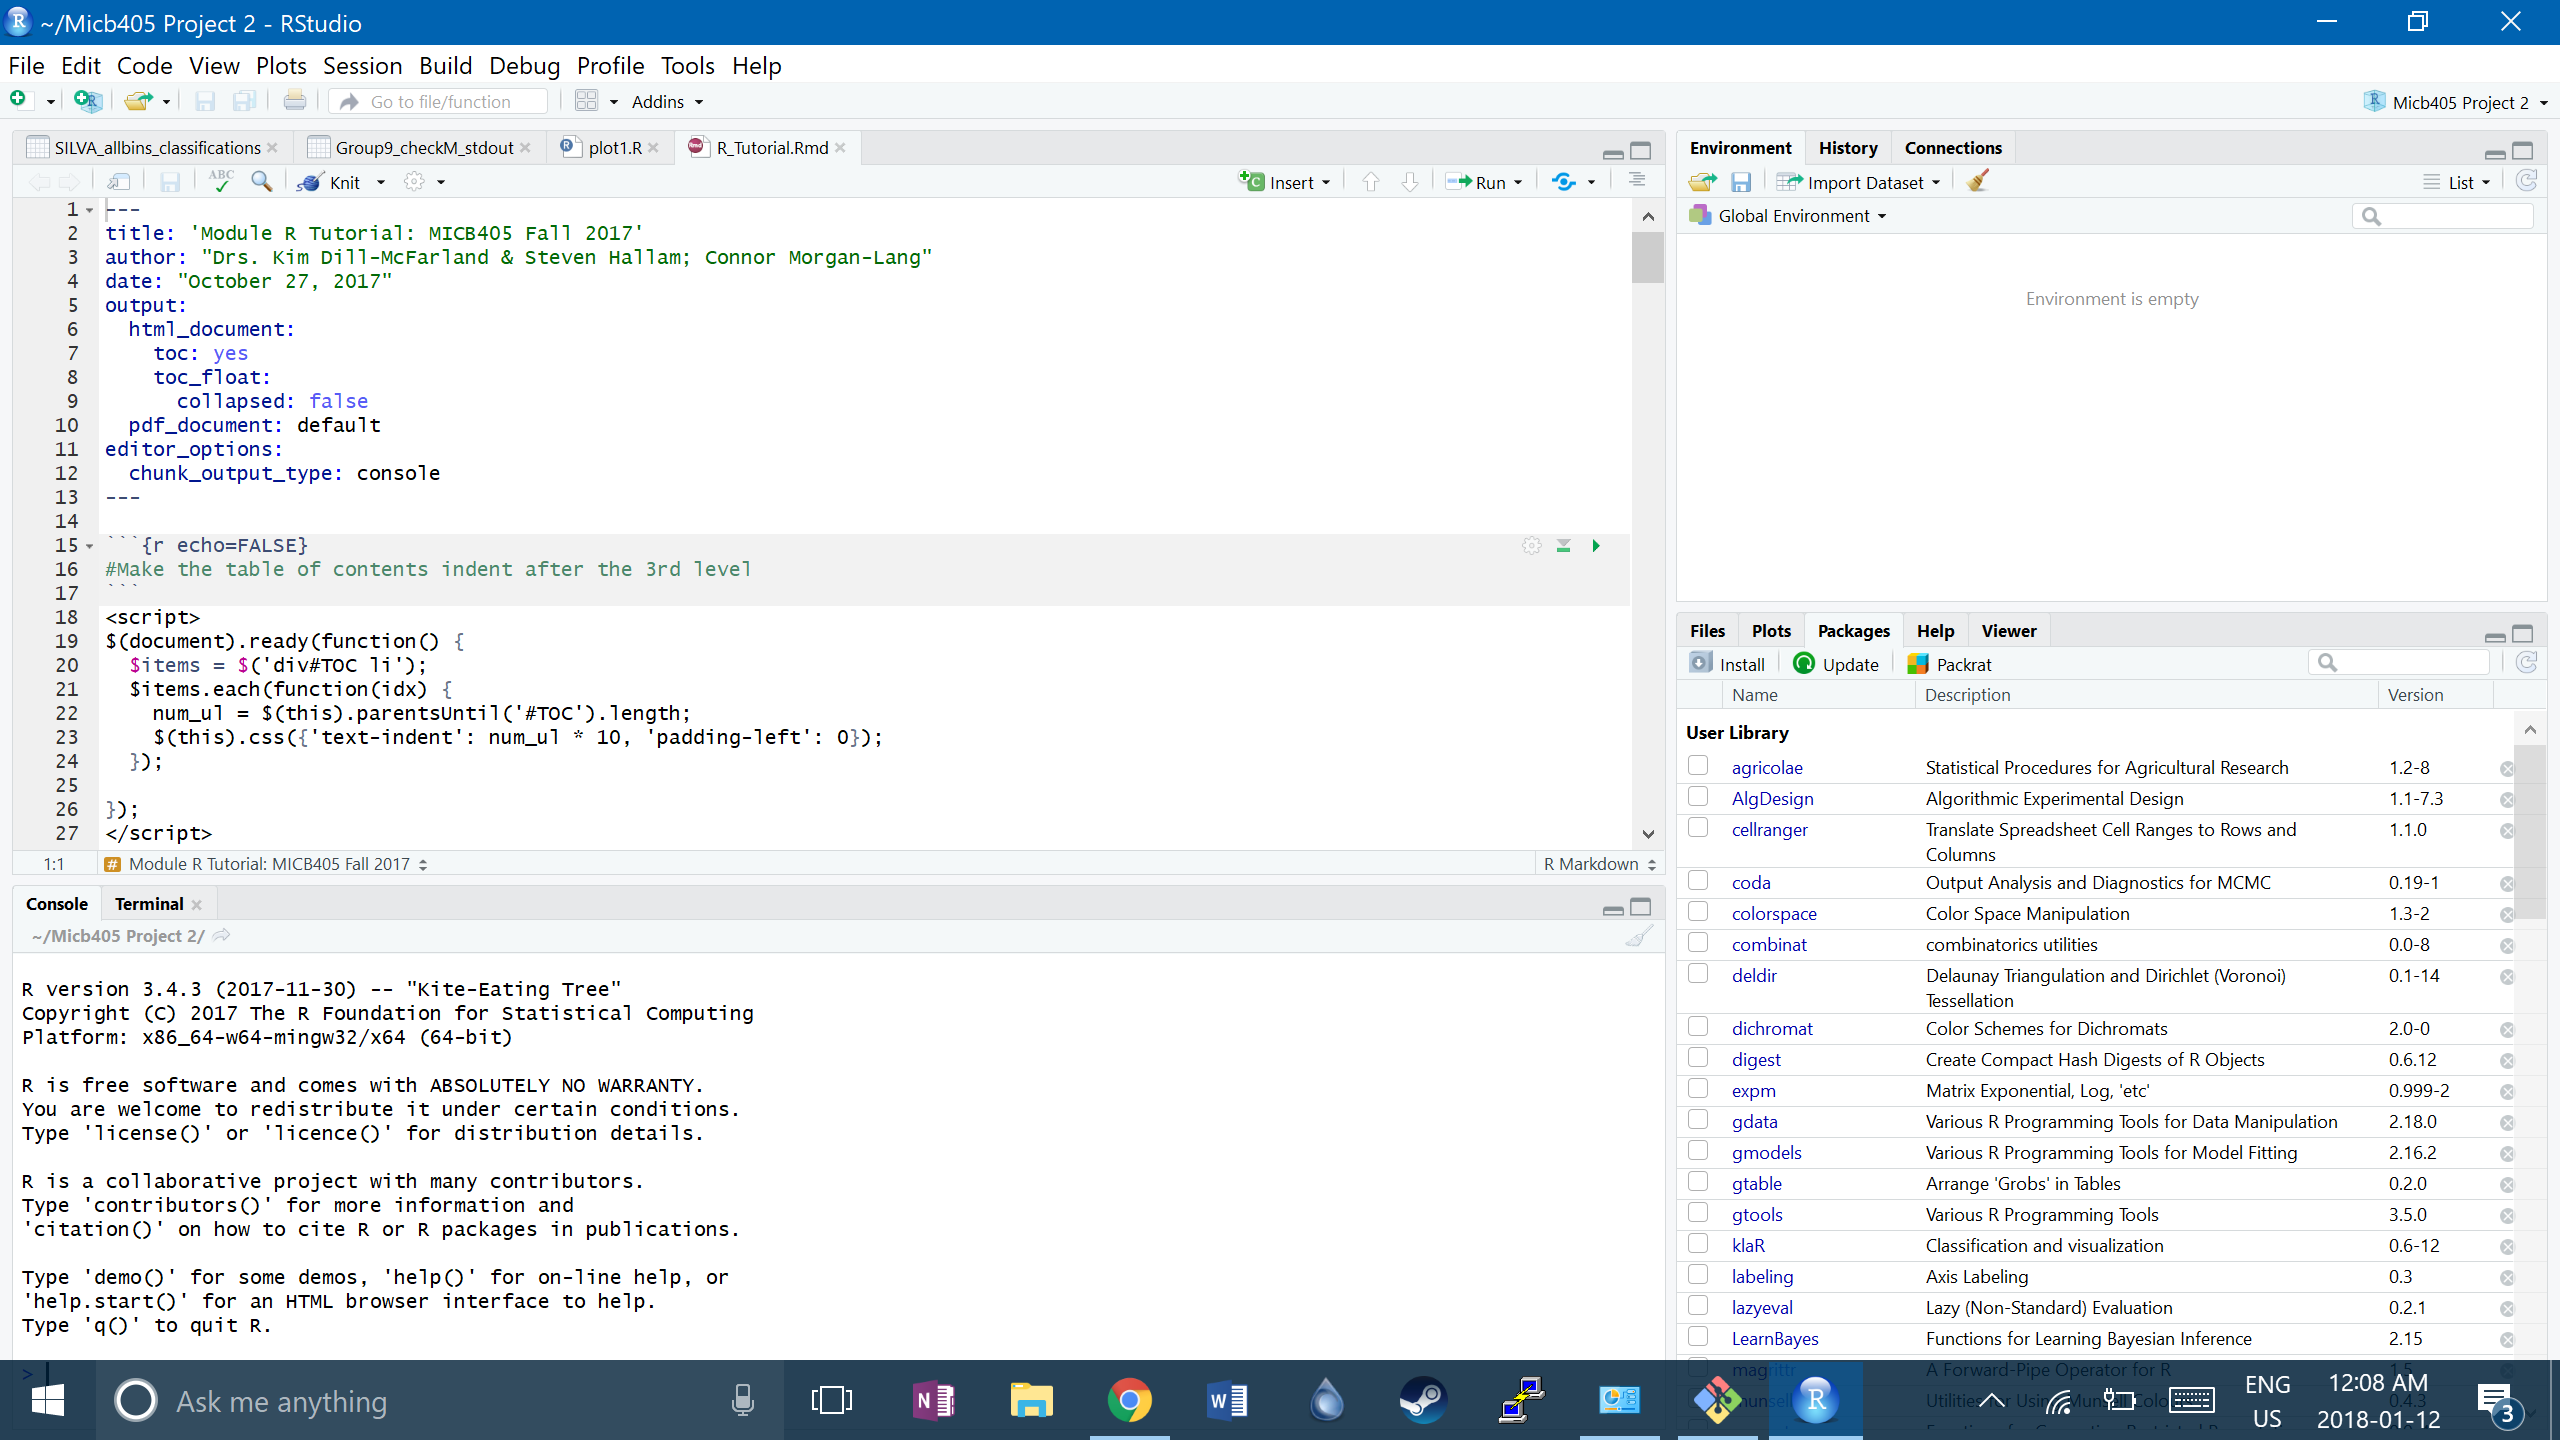 ~/Micb405 Project 2 - RStudio
File Edit Code View Plots Session Build Debug Profile Tools Help
Go to file/function Addins Micb405 Project 2
SILVA_allbins_classifications Group9_checkM_stdout plot1.R R_Tutorial.Rmd
ABC Knit Insert Run
1 ---
2 title: 'Module R Tutorial: MICB405 Fall 2017'
3 author: "Drs. Kim Dill-McFarland & Steven Hallam; Connor Morgan-Lang"
4 date: "October 27, 2017"
5 output:
6 html_document:
7 toc: yes
8 toc_float:
9 collapsed: false
10 pdf_document: default
11 editor_options:
12 chunk_output_type: console
13 ---
14
15 ```{r echo=FALSE}
16 #Make the table of contents indent after the 3rd level
17 ```
18 <script>
19 $(document).ready(function() {
20 $items = $('div#TOC li');
21 $items.each(function(idx) {
22 num_ul = $(this).parentsUntil('#TOC').length;
23 $(this).css({'text-indent': num_ul * 10, 'padding-left': 0});
24 });
25
26 });
27 </script>
1:1 Module R Tutorial: MICB405 Fall 2017 R Markdown
Console Terminal
~/Micb405 Project 2/
R version 3.4.3 (2017-11-30) -- "Kite-Eating Tree"
Copyright (C) 2017 The R Foundation for Statistical Computing
Platform: x86_64-w64-mingw32/x64 (64-bit)
R is free software and comes with ABSOLUTELY NO WARRANTY.
You are welcome to redistribute it under certain conditions.
Type 'license()' or 'licence()' for distribution details.
R is a collaborative project with many contributors.
Type 'contributors()' for more information and
'citation()' on how to cite R or R packages in publications.
Type 'demo()' for some demos, 'help()' for on-line help, or
'help.start()' for an HTML browser interface to help.
Type 'q()' to quit R.
>
Environment History Connections
Import Dataset List
Global Environment
Environment is empty
Files Plots Packages Help Viewer
Install Update Packrat
Name Description Version
User Library
agricolae Statistical Procedures for Agricultural Research 1.2-8
AlgDesign Algorithmic Experimental Design 1.1-7.3
cellranger Translate Spreadsheet Cell Ranges to Rows and 1.1.0
Columns
coda Output Analysis and Diagnostics for MCMC 0.19-1
colorspace Color Space Manipulation 1.3-2
combinat combinatorics utilities 0.0-8
deldir Delaunay Triangulation and Dirichlet (Voronoi) 0.1-14
Tessellation
dichromat Color Schemes for Dichromats 2.0-0
digest Create Compact Hash Digests of R Objects 0.6.12
expm Matrix Exponential, Log, 'etc' 0.999-2
gdata Various R Programming Tools for Data Manipulation 2.18.0
gmodels Various R Programming Tools for Model Fitting 2.16.2
gtable Arrange 'Grobs' in Tables 0.2.0
gtools Various R Programming Tools 3.5.0
klaR Classification and visualization 0.6-12
labeling Axis Labeling 0.3
lazyeval Lazy (Non-Standard) Evaluation 0.2.1
LearnBayes Functions for Learning Bayesian Inference 2.15
magrittr A Forward-Pipe Operator for R 1.5
Ask me anything
ENG 12:08 AM
US 2018-01-12 3